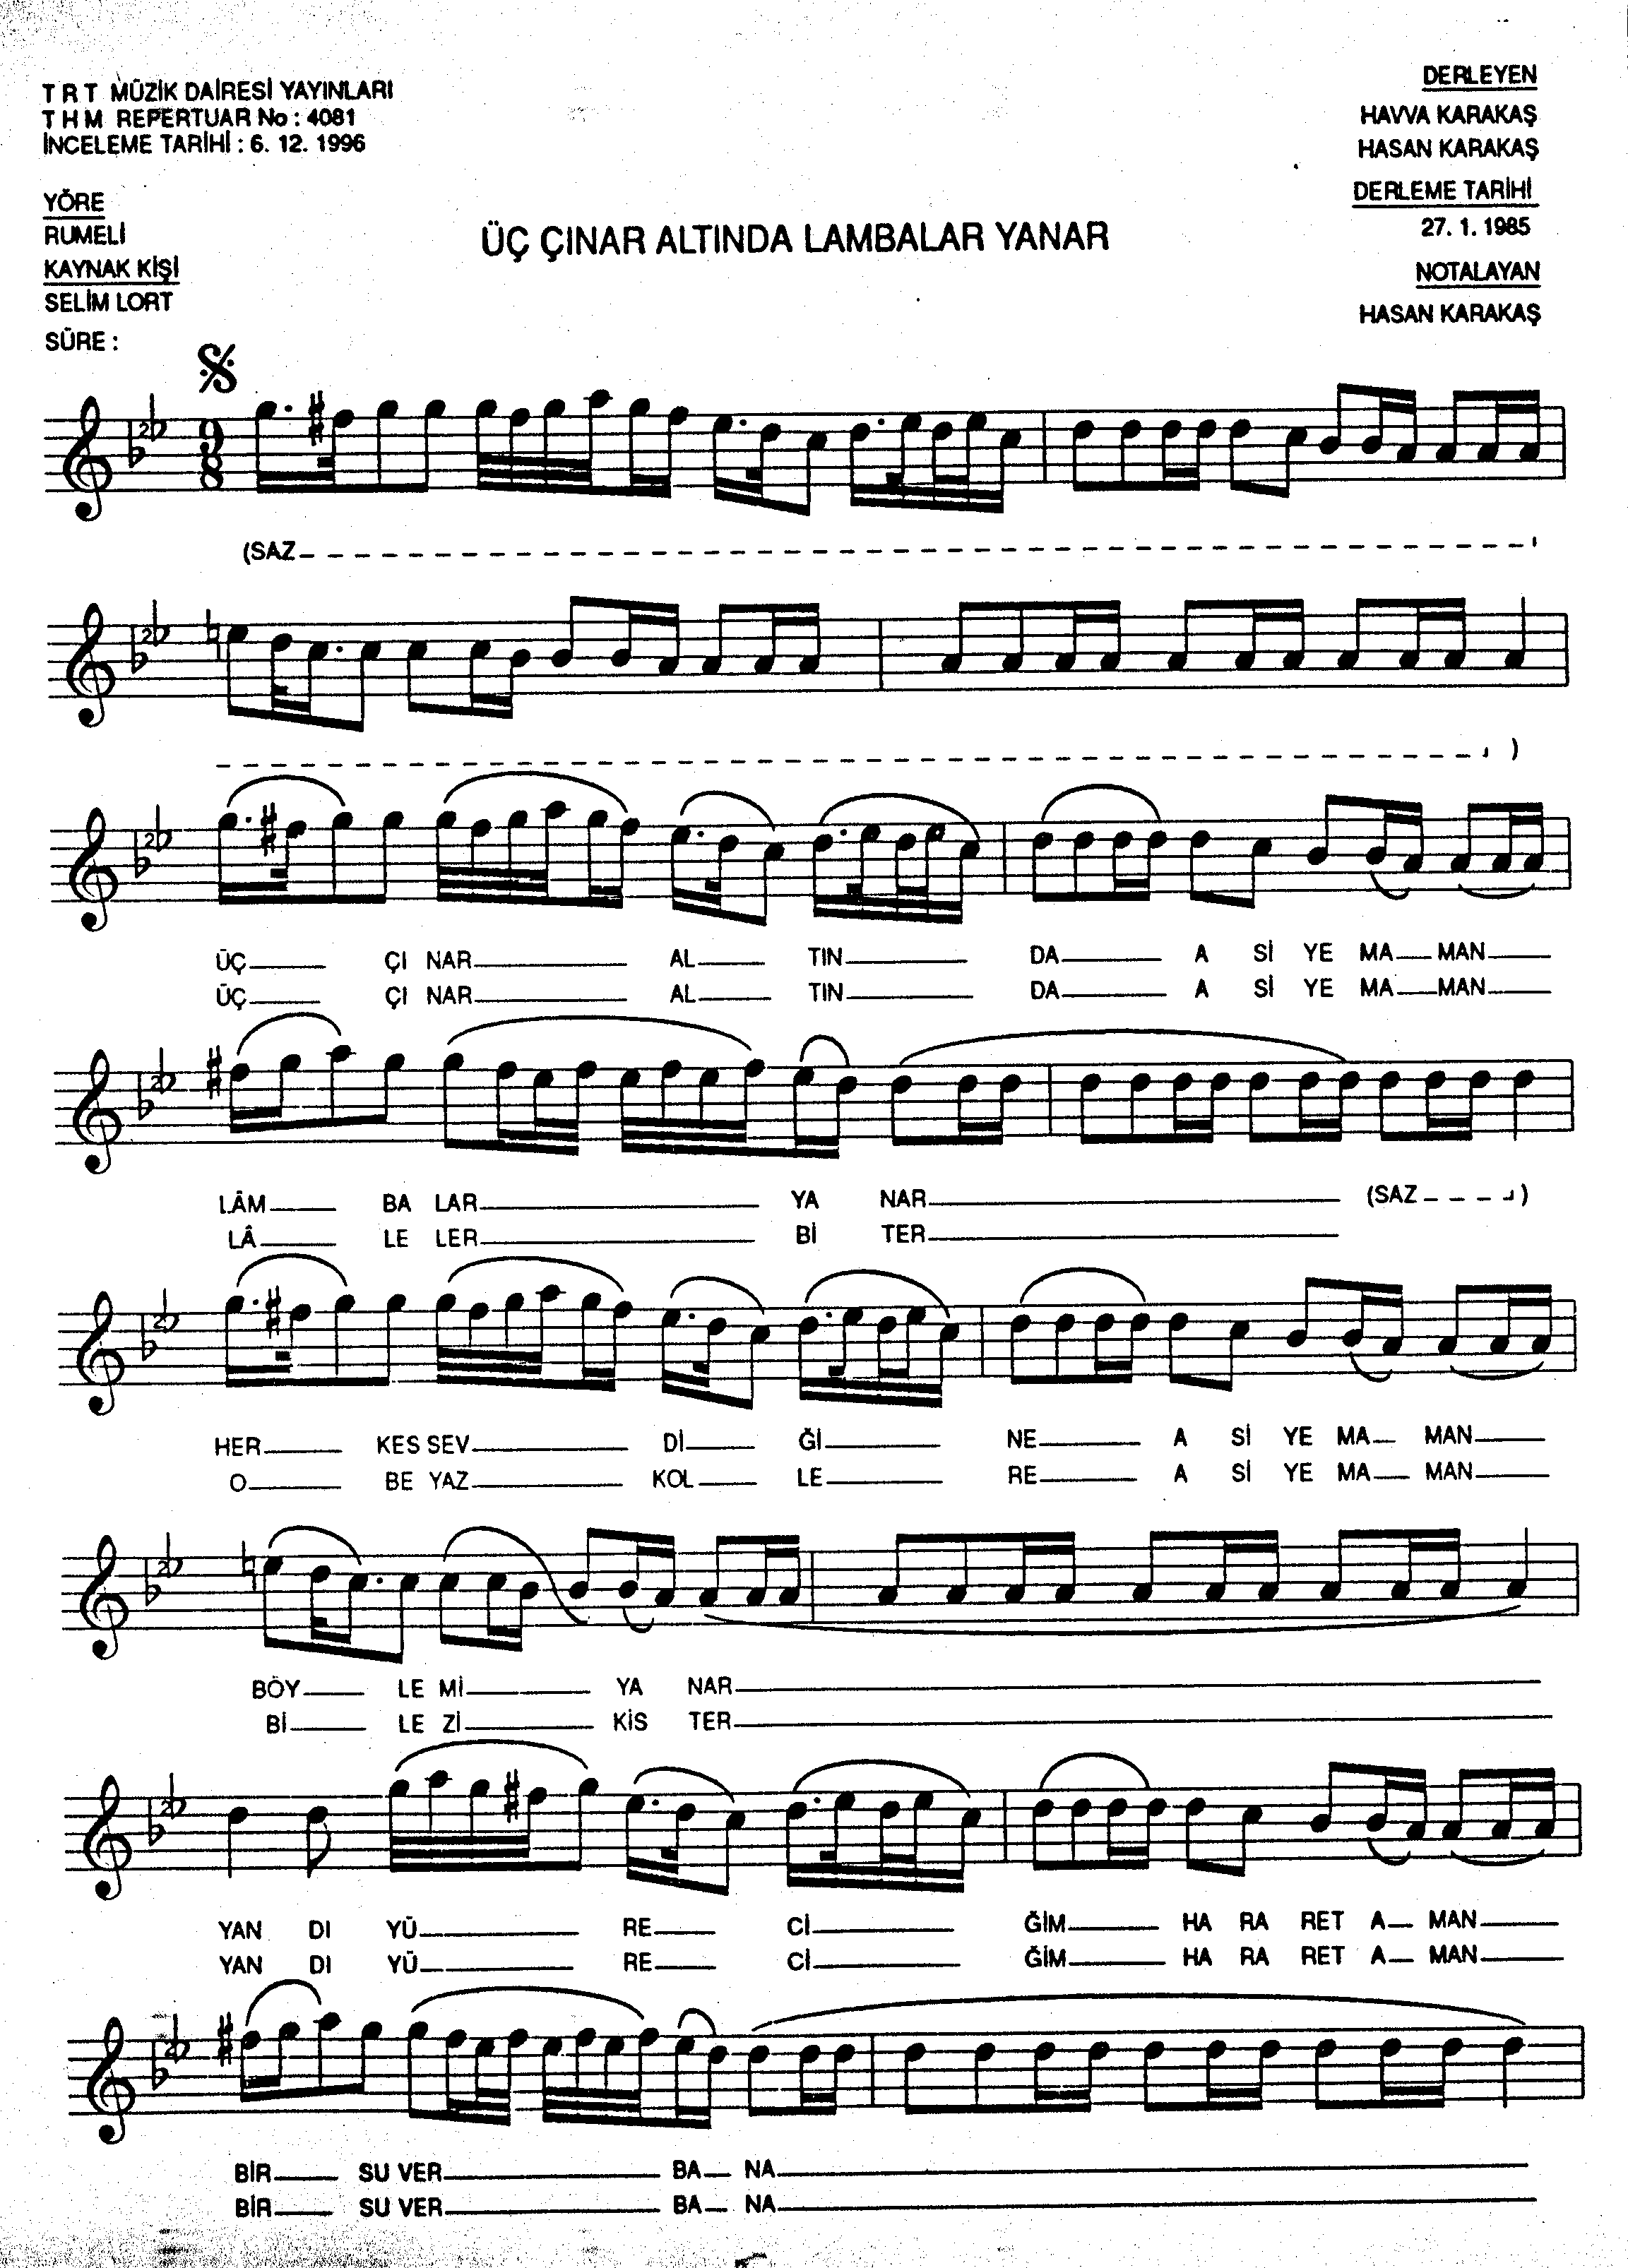 T R T MÜZİK DAİRESİ YAYINLARI
T H M REPERTUAR No : 4081
İNCELEME TARİHİ : 6. 12. 1996
DERLEYEN
HAVVA KARAKAŞ
HASAN KARAKAŞ
DERLEME TARİHİ
27. 1. 1985
NOTALAYAN
HASAN KARAKAŞ
YÖRE
RUMELİ
KAYNAK KİŞİ
SELİM LORT
SÜRE :
ÜÇ ÇINAR ALTINDA LAMBALAR YANAR
9
8
(SAZ
)
ÜÇ ÇI NAR AL TIN DA A Sİ YE MA MAN
ÜÇ ÇI NAR AL TIN DA A Sİ YE MA MAN
LÂM BA LAR YA NAR (SAZ )
LÂ LE LER Bİ TER
HER KES SEV Dİ Ğİ NE A Sİ YE MA MAN
O BE YAZ KOL LE RE A Sİ YE MA MAN
BÖY LE Mİ YA NAR
Bİ LE Zİ KİS TER
YAN DI YÜ RE Cİ ĞİM HA RA RET A MAN
YAN DI YÜ RE Cİ ĞİM HA RA RET A MAN
BİR SU VER BA NA
BİR SU VER BA NA